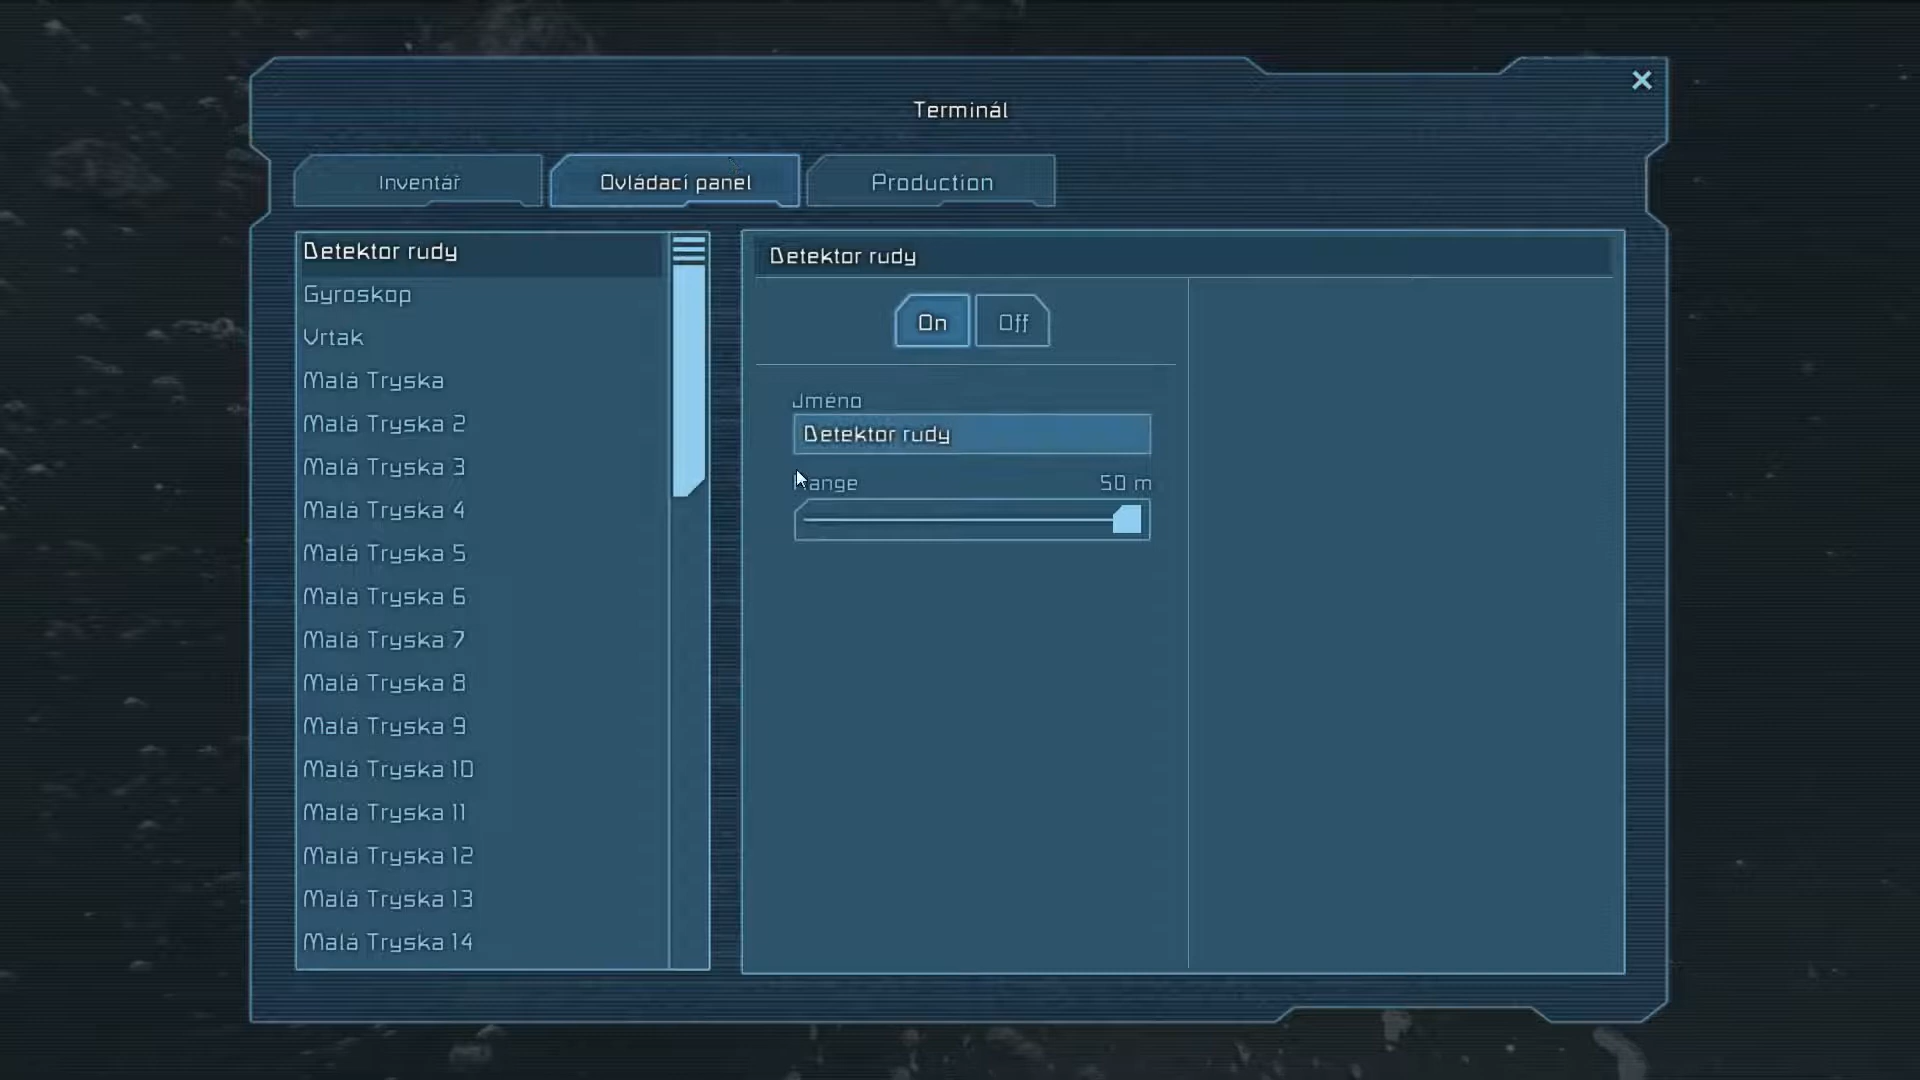 Terminál
Inventář
Ovládací panel
Production
Detektor rudy
Gyroskop
Vrtak
Malá Tryska
Malá Tryska 2
Malá Tryska 3
Malá Tryska 4
Malá Tryska 5
Malá Tryska 6
Malá Tryska 7
Malá Tryska 8
Malá Tryska 9
Malá Tryska 10
Malá Tryska 11
Malá Tryska 12
Malá Tryska 13
Malá Tryska 14
Detektor rudy
On
Off
Jméno
Detektor rudy
Range
50 m